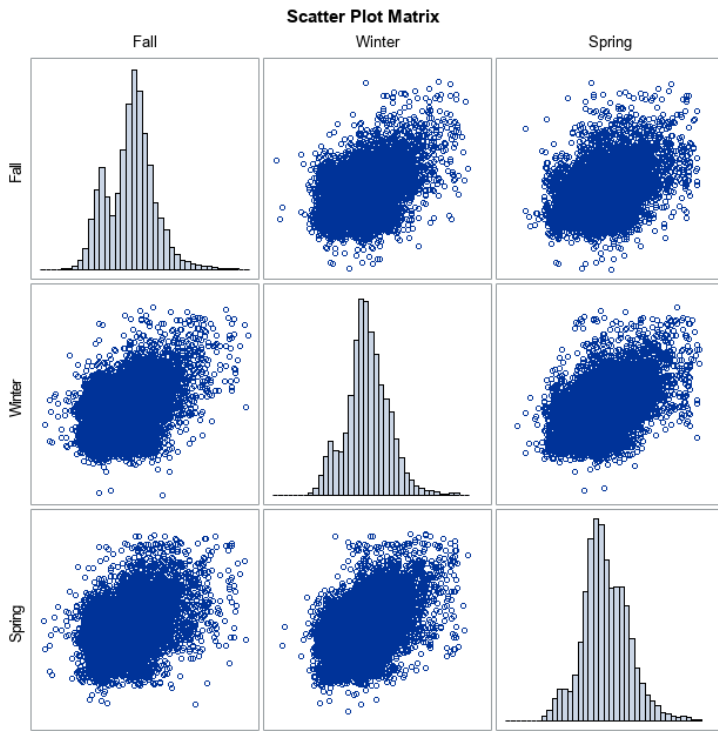 Scatter Plot Matrix
Fall Winter Spring
Fall
Winter
Spring